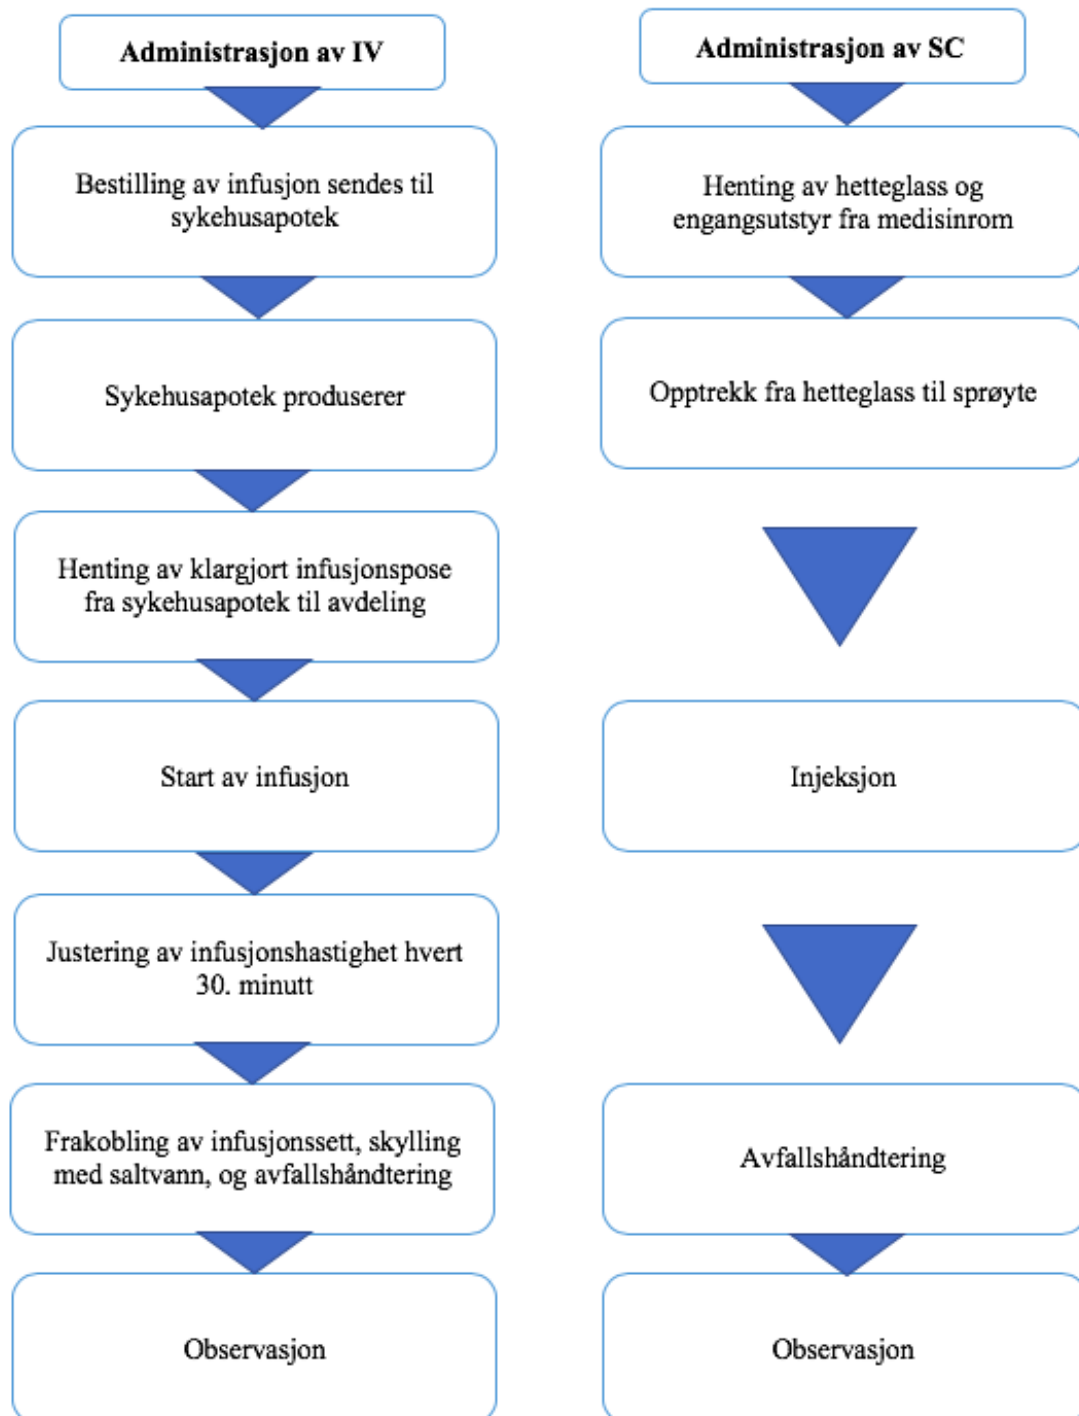 Administrasjon av IV
Bestilling av infusjon sendes til
sykehusapotek
Sykehusapotek produserer
Henting av klargjort infusjonspose
fra sykehusapotek til avdeling
Start av infusjon
Justering av infusjonshastighet hvert
30. minutt
Frakobling av infusjonssett, skylling
med saltvann, og avfallshåndtering
Observasjon
Administrasjon av SC
Henting av hetteglass og
engangsutstyr fra medisinrom
Opptrekk fra hetteglass til sprøyte
Injeksjon
Avfallshåndtering
Observasjon